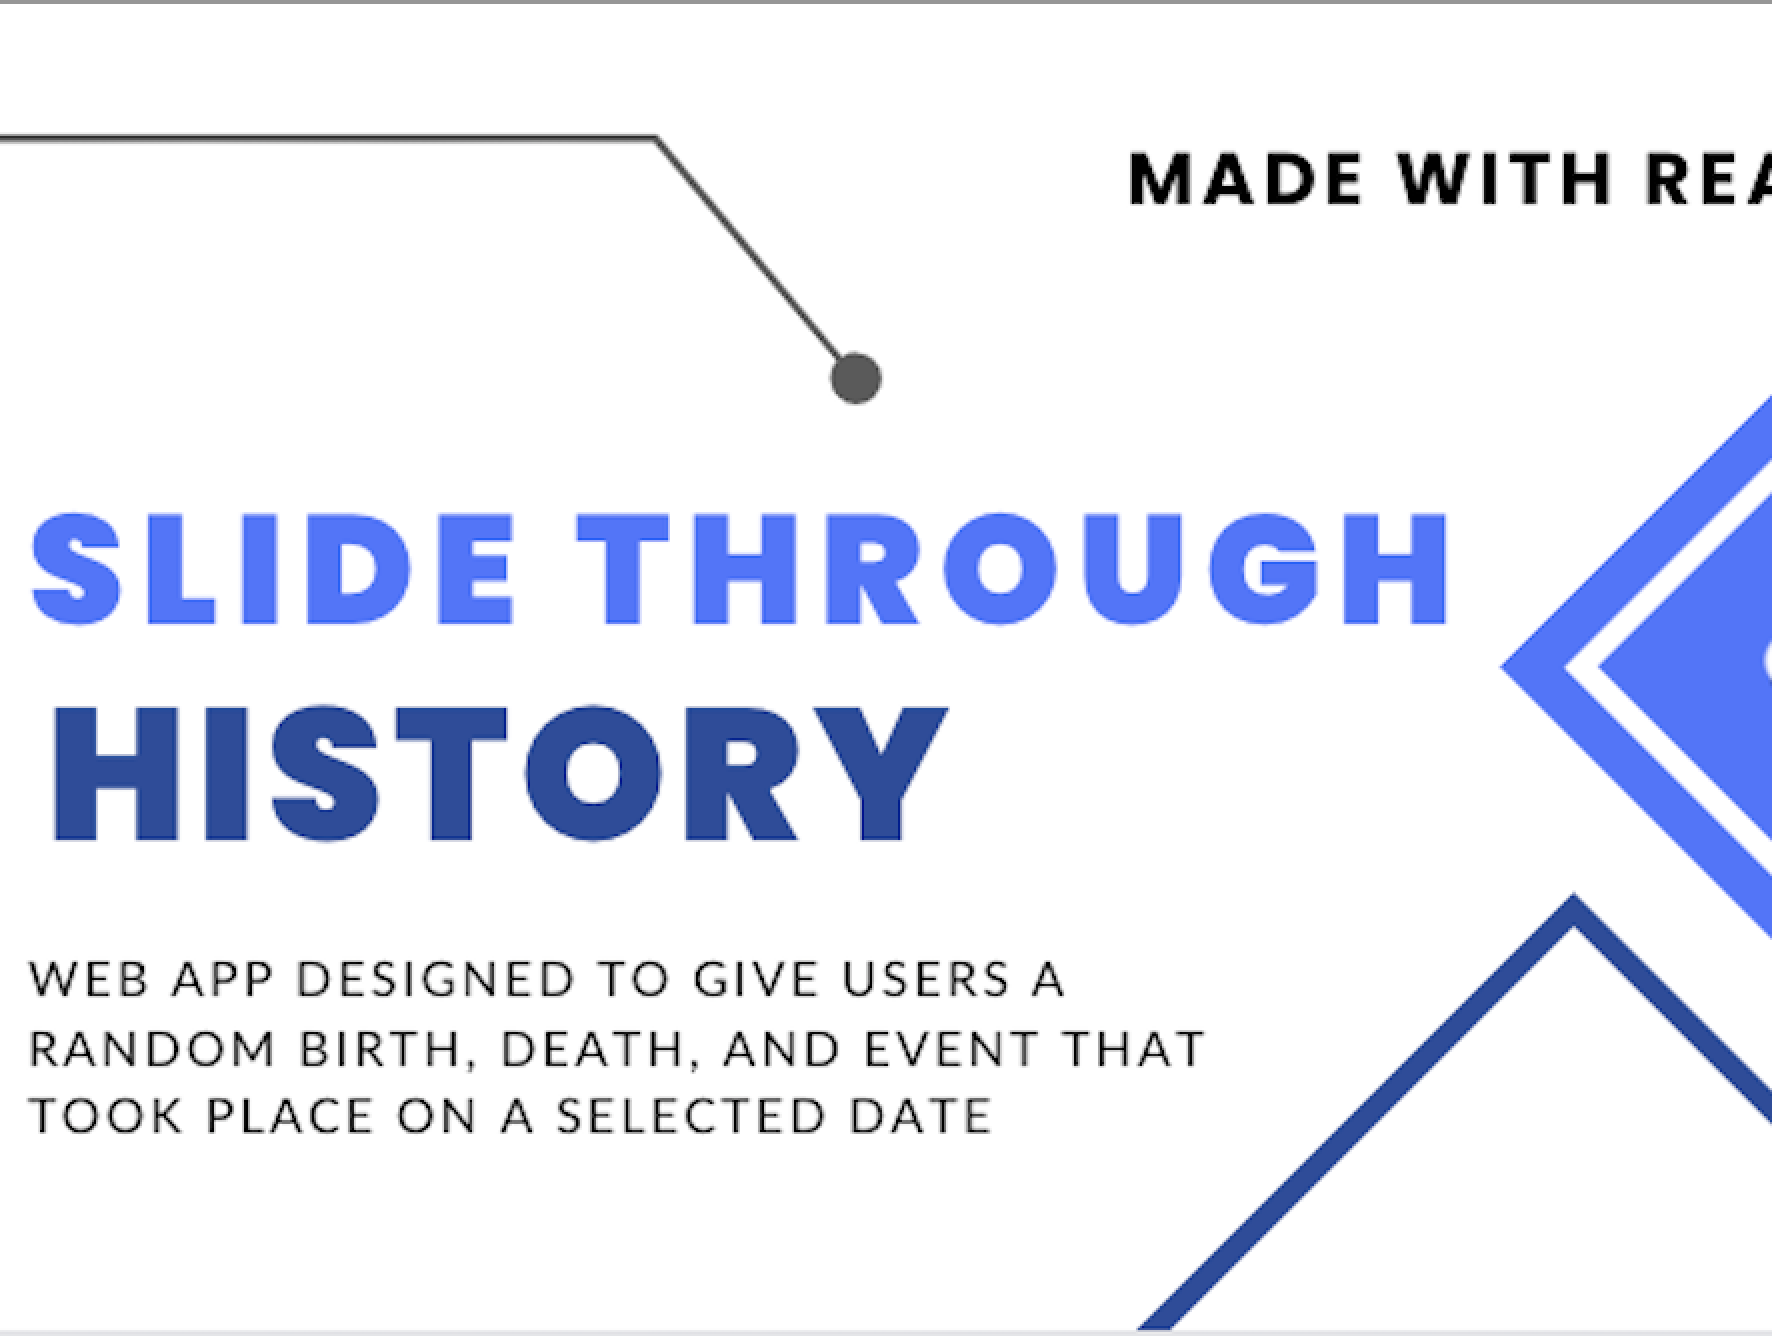 MADE WITH REA
SLIDE THROUGH
HISTORY
WEB APP DESIGNED TO GIVE USERS A
RANDOM BIRTH, DEATH, AND EVENT THAT
TOOK PLACE ON A SELECTED DATE